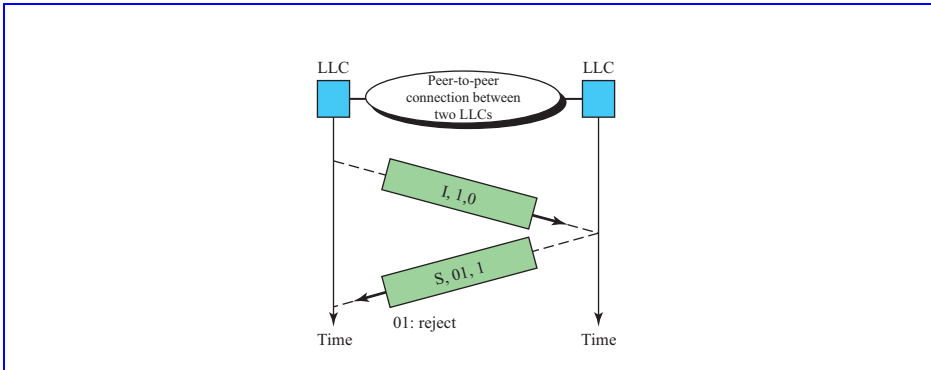 LLC
LLC
Peer-to-peer
connection between
two LLCs
I, 1,0
S, 01, 1
01: reject
Time
Time